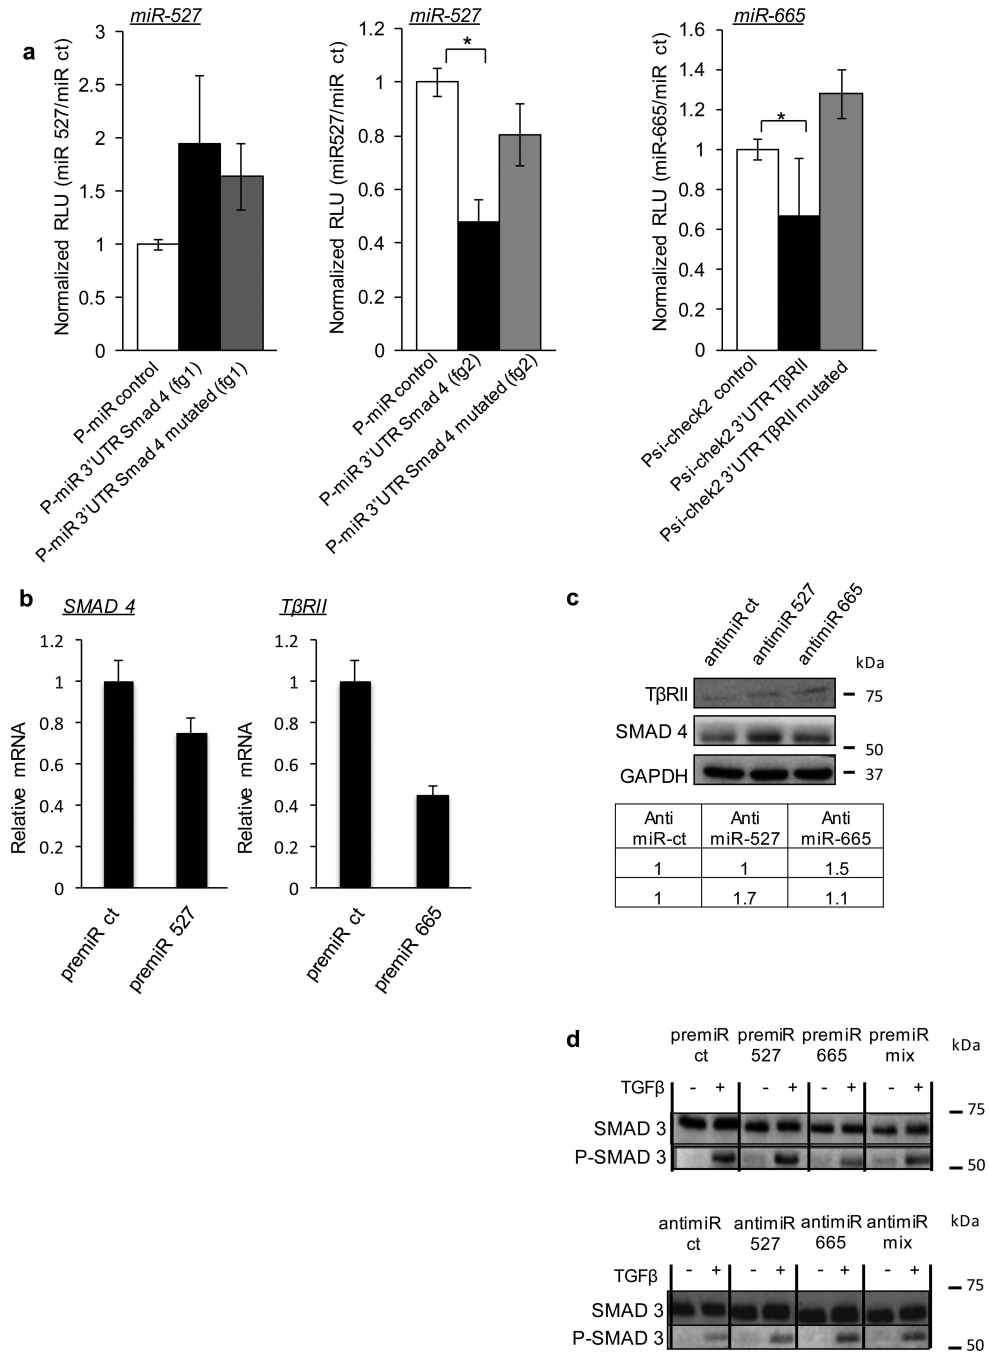 a
miR-527
Normalized RLU (miR 527/miR ct)
3
2.5
2
1.5
1
0.5
0
P-miR control
P-miR 3'UTR Smad 4 (fg1)
P-miR 3'UTR Smad 4 mutated (fg1)
miR-527
Normalized RLU (miR527/miR ct)
1.2
1
0.8
0.6
0.4
0.2
0
*
P-miR control
P-miR 3'UTR Smad 4 (fg2)
P-miR 3'UTR Smad 4 mutated (fg2)
miR-665
Normalized RLU (miR-665/miR ct)
1.6
1.4
1.2
1
0.8
0.6
0.4
0.2
0
*
Psi-check2 control
Psi-chek2 3'UTR TβRII
Psi-chek2 3'UTR TβRII mutated
b
SMAD 4
Relative mRNA
1.2
1
0.8
0.6
0.4
0.2
0
premiR ct
premiR 527
TβRII
Relative mRNA
1.2
1
0.8
0.6
0.4
0.2
0
premiR ct
premiR 665
c
antimiR ct
antimiR 527
antimiR 665
kDa
TβRII
75
SMAD 4
50
GAPDH
37
Anti miR-ct Anti miR-527 Anti miR-665
1 1 1.5
1 1.7 1.1
d
premiR ct premiR 527 premiR 665 premiR mix kDa
TGFβ - + - + - + - +
75
SMAD 3
P-SMAD 3
50
antimiR ct antimiR 527 antimiR 665 antimiR mix kDa
TGFβ - + - + - + - +
75
SMAD 3
P-SMAD 3
50